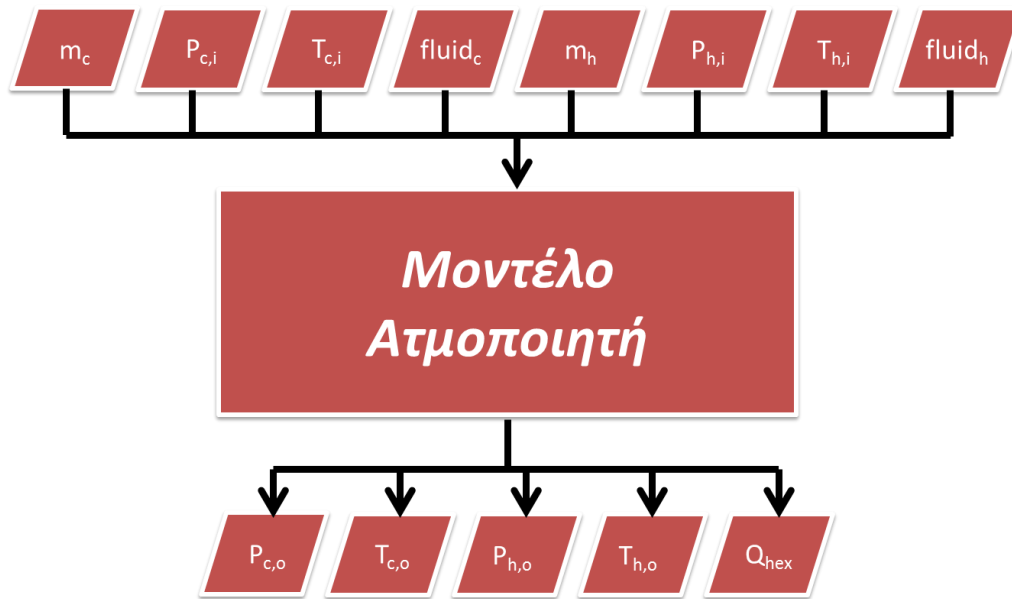 m_c P_c,i T_c,i fluid_c m_h P_h,i T_h,i fluid_h
Μοντέλο
Ατμοποιητή
P_c,o T_c,o P_h,o T_h,o Q_hex